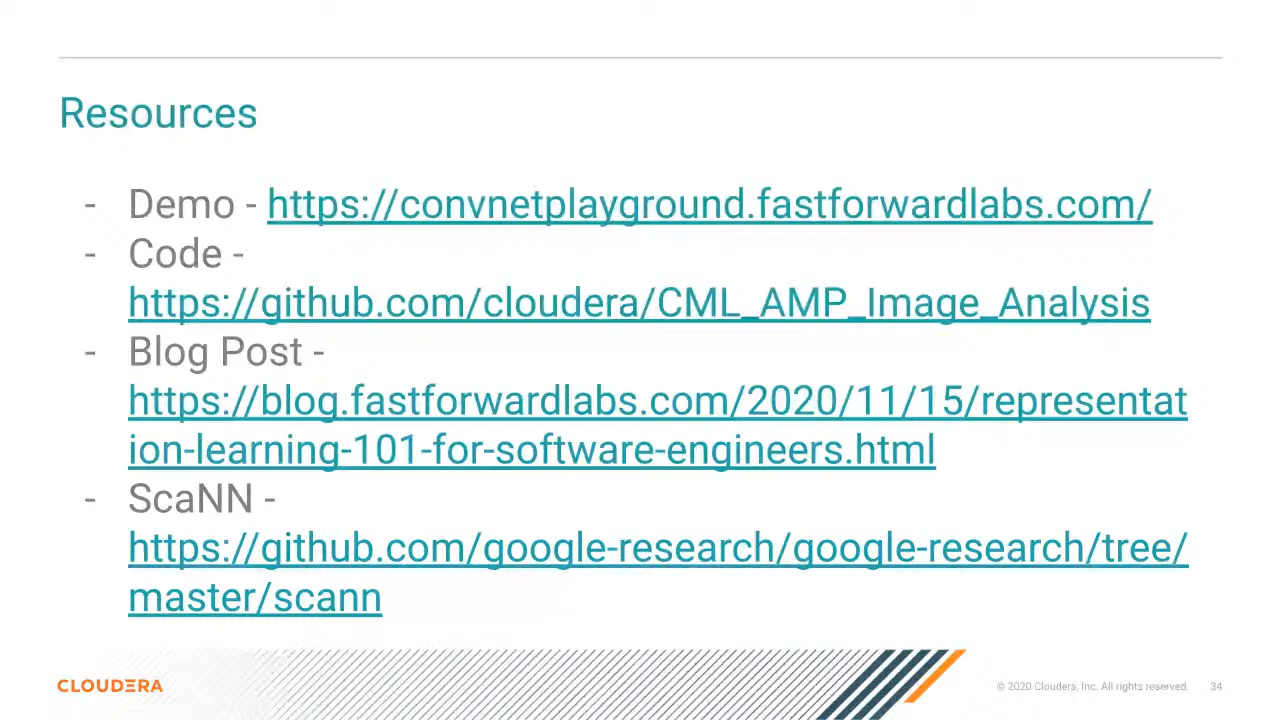 Resources
- Demo - https://convnetplayground.fastforwardlabs.com/
- Code -
https://github.com/cloudera/CML_AMP_Image_Analysis
- Blog Post -
https://blog.fastforwardlabs.com/2020/11/15/representat
ion-learning-101-for-software-engineers.html
- ScaNN -
https://github.com/google-research/google-research/tree/
master/scann
CLOUDERA
© 2020 Cloudera, Inc. All rights reserved. 34